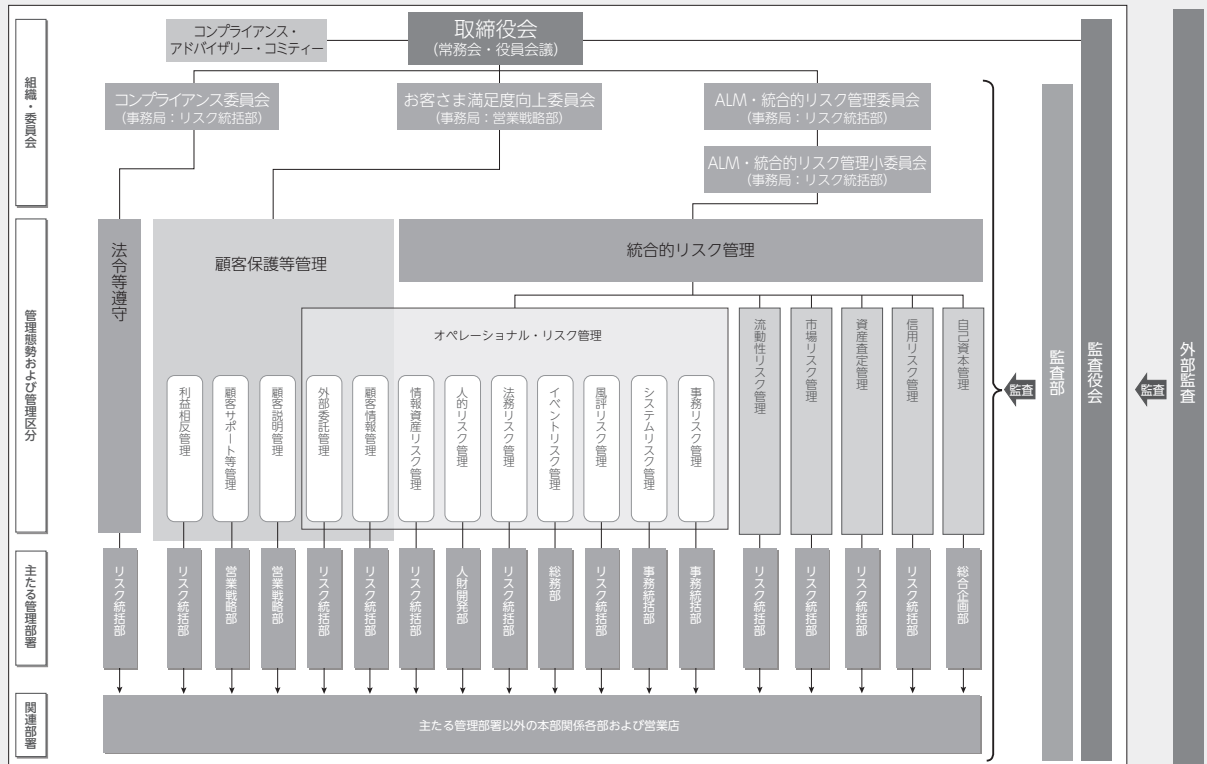 コンプライアンス・
アドバイザリー・コミティー
取締役会
(常務会・役員会議)
組織・委員会
コンプライアンス委員会
(事務局:リスク統括部)
お客さま満足度向上委員会
(事務局:営業戦略部)
ALM・統合的リスク管理委員会
(事務局:リスク統括部)
ALM・統合的リスク管理小委員会
(事務局:リスク統括部)
管理態勢および管理区分
法令等遵守
顧客保護等管理
統合的リスク管理
オペレーショナル・リスク管理
利益相反管理
顧客サポート等管理
顧客説明管理
外部委託管理
顧客情報管理
情報資産リスク管理
人的リスク管理
法務リスク管理
イベントリスク管理
風評リスク管理
システムリスク管理
事務リスク管理
流動性リスク管理
市場リスク管理
資産査定管理
信用リスク管理
自己資本管理
監査
監査部
監査役会
監査
外部監査
主たる管理部署
リスク統括部
リスク統括部
営業戦略部
営業戦略部
リスク統括部
リスク統括部
リスク統括部
人財開発部
リスク統括部
総務部
リスク統括部
事務統括部
事務統括部
リスク統括部
リスク統括部
リスク統括部
リスク統括部
総合企画部
関連部署
主たる管理部署以外の本部関係各部および営業店